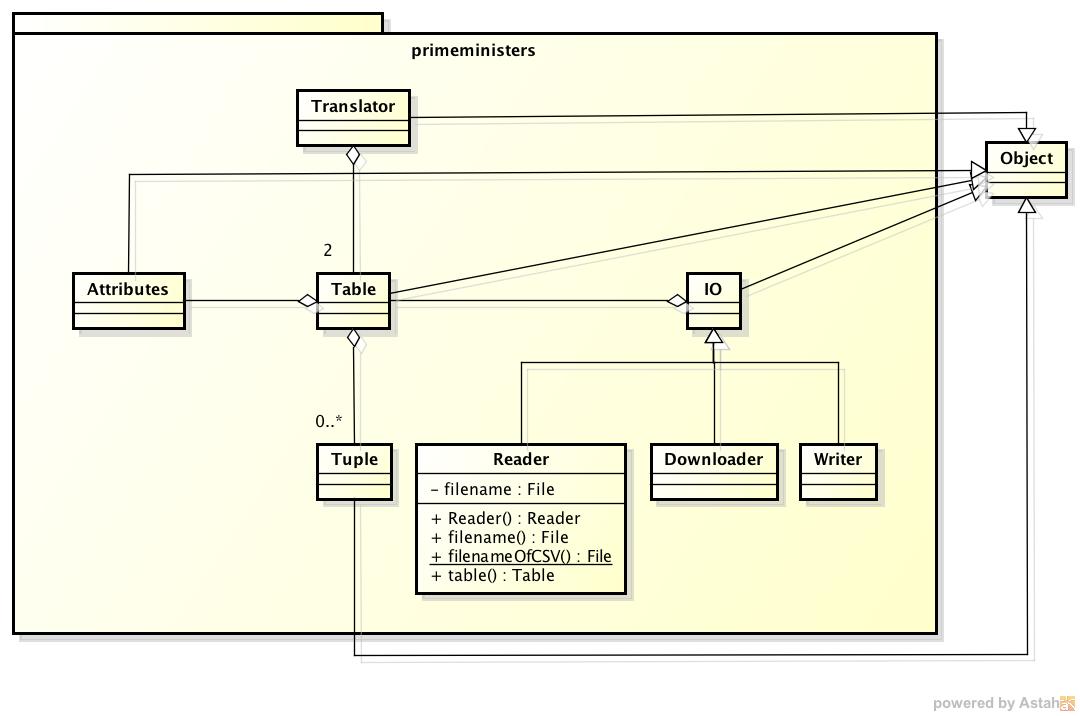 primeministers
Translator
Object
2
Attributes
Table
IO
0..*
Tuple
Reader
Downloader
Writer
– filename : File
+ Reader() : Reader
+ filename() : File
+ filenameOfCSV() : File
+ table() : Table
powered by Astah